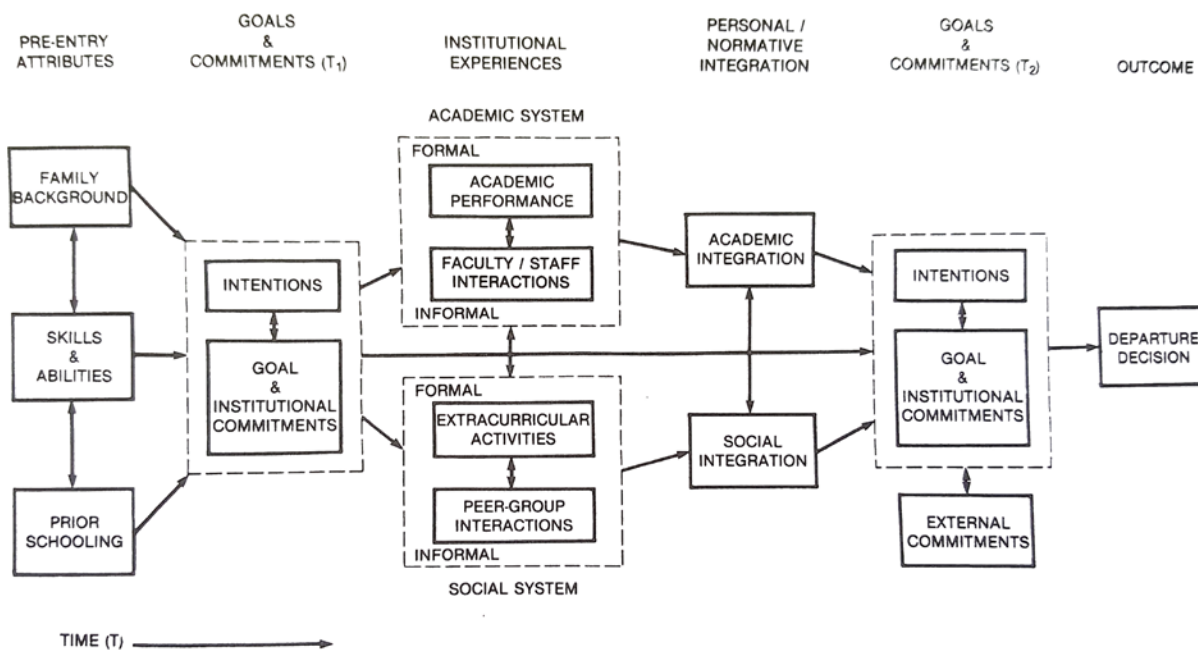 PRE-ENTRY
ATTRIBUTES
GOALS
&
COMMITMENTS (T₁)
INSTITUTIONAL
EXPERIENCES
PERSONAL /
NORMATIVE
INTEGRATION
GOALS
&
COMMITMENTS (T₂)
OUTCOME
FAMILY
BACKGROUND
SKILLS
&
ABILITIES
PRIOR
SCHOOLING
INTENTIONS
GOAL
&
INSTITUTIONAL
COMMITMENTS
ACADEMIC SYSTEM
FORMAL
ACADEMIC
PERFORMANCE
FACULTY / STAFF
INTERACTIONS
INFORMAL
FORMAL
EXTRACURRICULAR
ACTIVITIES
PEER-GROUP
INTERACTIONS
INFORMAL
SOCIAL SYSTEM
ACADEMIC
INTEGRATION
SOCIAL
INTEGRATION
INTENTIONS
GOAL
&
INSTITUTIONAL
COMMITMENTS
EXTERNAL
COMMITMENTS
DEPARTURE
DECISION
TIME (T)